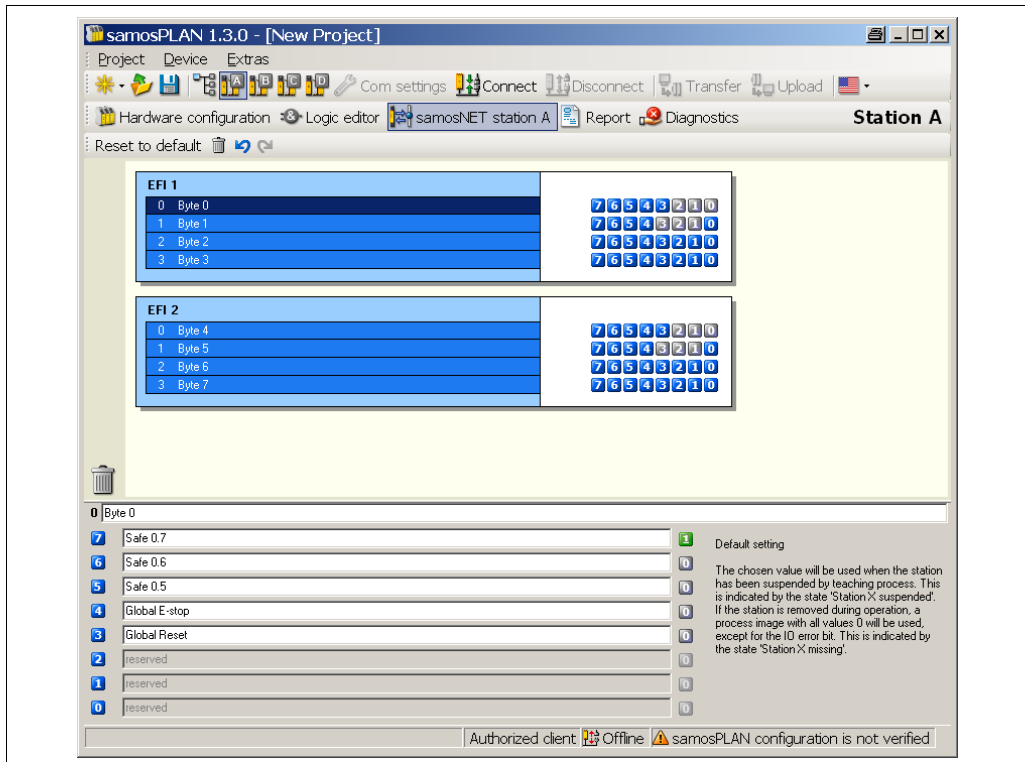 samosPLAN 1.3.0 - [New Project]
Project Device Extras
A B C D Com settings Connect Disconnect Transfer Upload
Hardware configuration Logic editor samosNET station A Report Diagnostics Station A
Reset to default
EFI 1
0 Byte 0 7 6 5 4 3 2 1 0
1 Byte 1 7 6 5 4 3 2 1 0
2 Byte 2 7 6 5 4 3 2 1 0
3 Byte 3 7 6 5 4 3 2 1 0
EFI 2
0 Byte 4 7 6 5 4 3 2 1 0
1 Byte 5 7 6 5 4 3 2 1 0
2 Byte 6 7 6 5 4 3 2 1 0
3 Byte 7 7 6 5 4 3 2 1 0
0 Byte 0
7 Safe 0.7 1
6 Safe 0.6 0
5 Safe 0.5 0
4 Global E-stop 0
3 Global Reset 0
2 reserved 0
1 reserved 0
0 reserved 0
Default setting
The chosen value will be used when the station
has been suspended by teaching process. This
is indicated by the state 'Station X suspended'.
If the station is removed during operation, a
process image with all values 0 will be used,
except for the IO error bit. This is indicated by
the state 'Station X missing'.
Authorized client Offline samosPLAN configuration is not verified